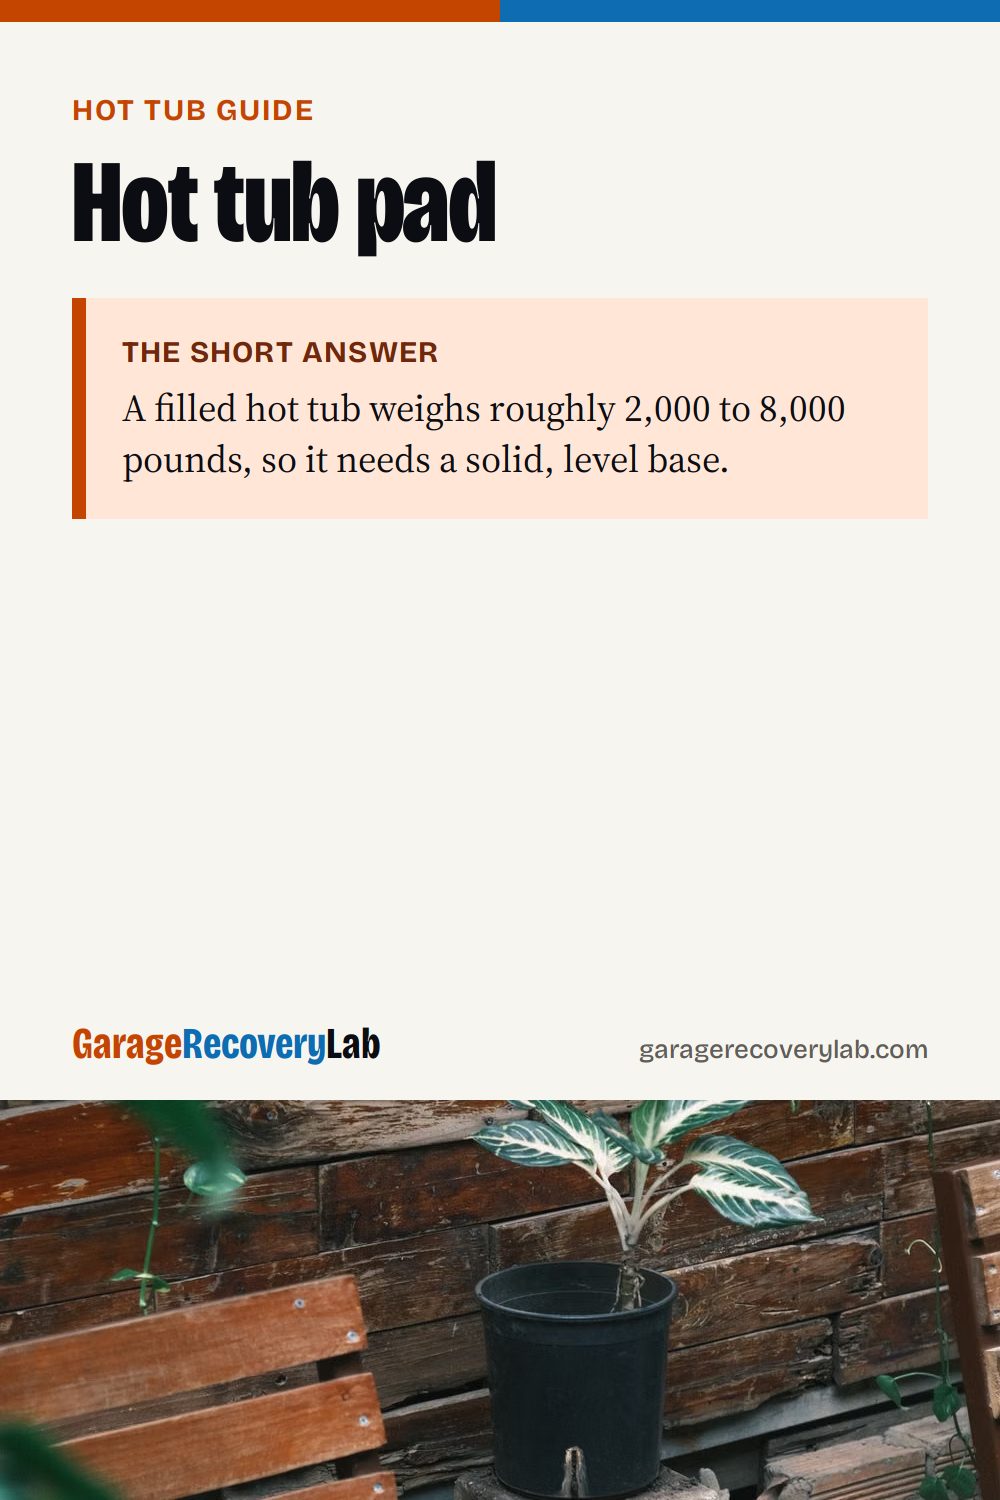 HOT TUB GUIDE
Hot tub pad
THE SHORT ANSWER
A filled hot tub weighs roughly 2,000 to 8,000
pounds, so it needs a solid, level base.
GarageRecoveryLab
garagerecoverylab.com